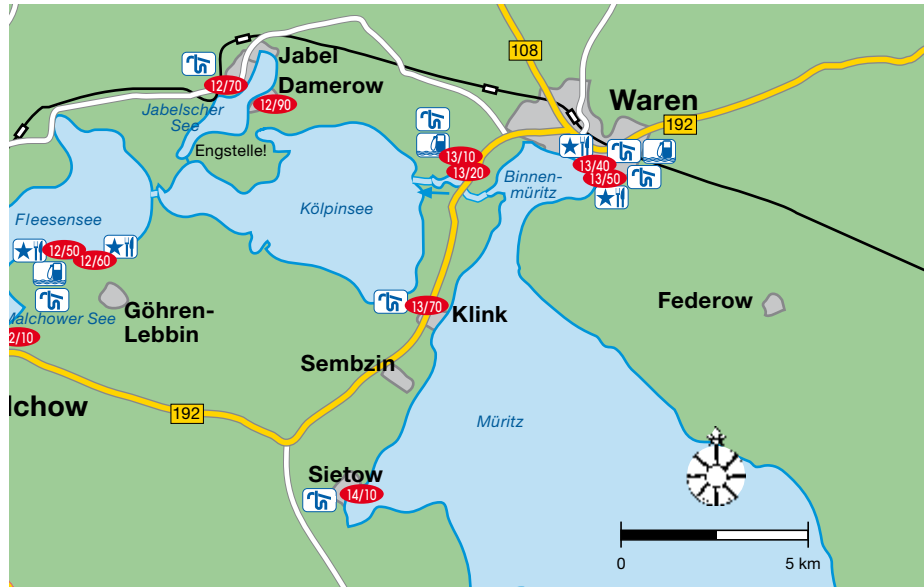 Jabel
108
12/70
Damerow
12/90
Waren
Jabelscher
See
192
Engstelle!
13/10
13/20
Binnen-
müritz
13/40
13/50
Kölpinsee
Fleesensee
12/50
12/60
Göhren-
Lebbin
Malchower See
2/10
13/70
Klink
Federow
Sembzin
lchow
192
Müritz
Sietow
14/10
0
5 km